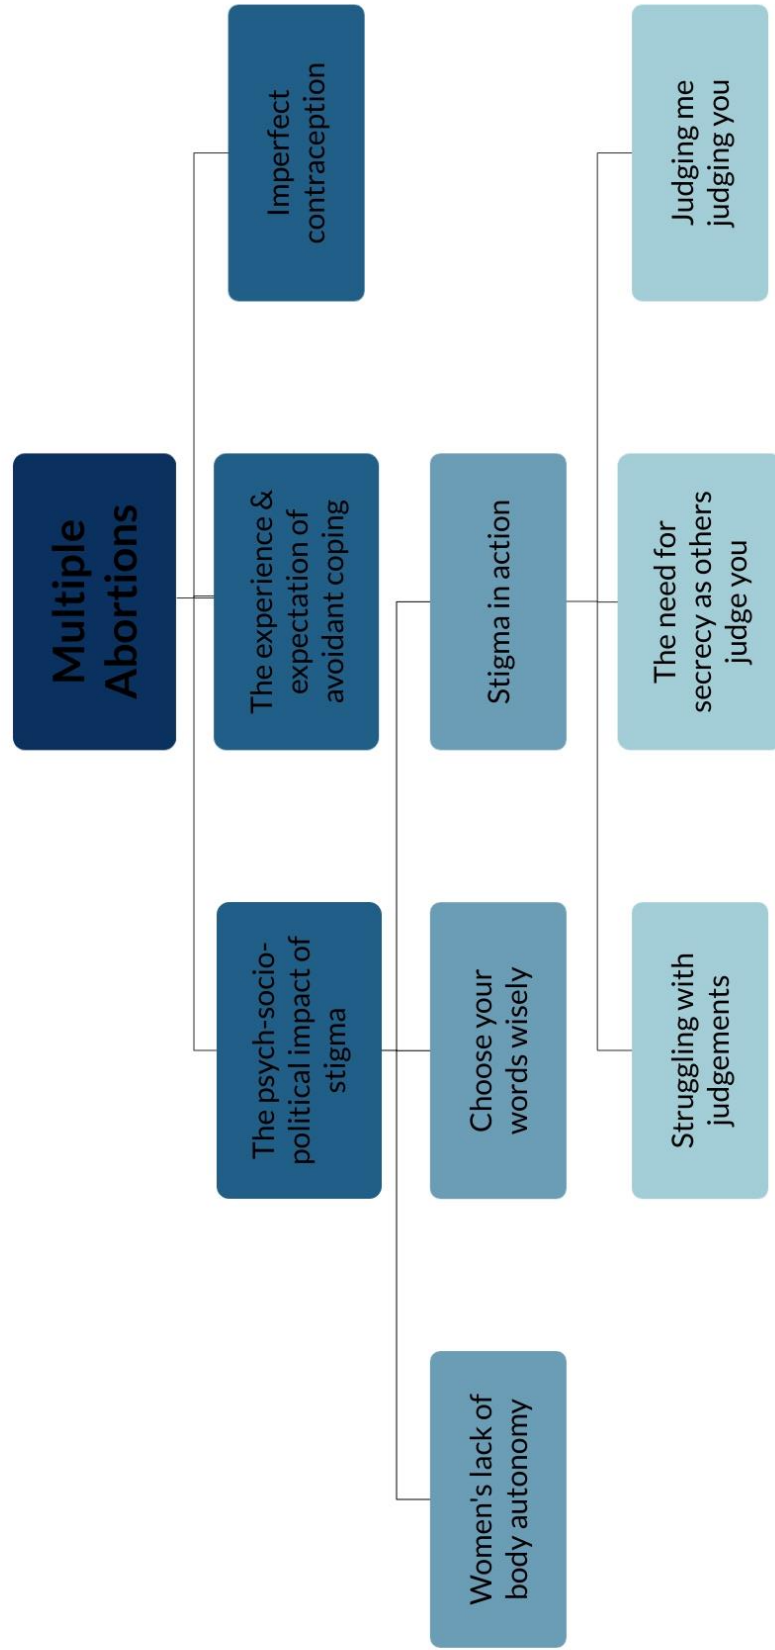 Multiple
Abortions
The psych-socio-
political impact of
stigma
The experience &
expectation of
avoidant coping
Imperfect
contraception
Women's lack of
body autonomy
Choose your
words wisely
Stigma in action
Struggling with
judgements
The need for
secrecy as others
judge you
Judging me
judging you